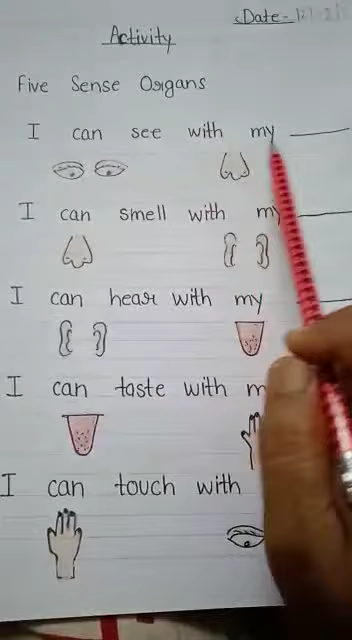 Date-
Activity
Five Sense Organs
I can see with my
I can smell with my
I can hear with my
I can taste with
I can touch with